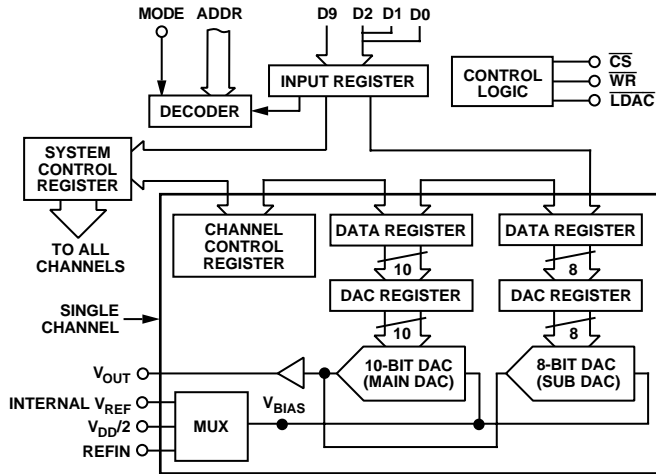 MODE ADDR D9 D2 D1 D0
INPUT REGISTER
DECODER
CONTROL
LOGIC
CS
WR
LDAC
SYSTEM
CONTROL
REGISTER
TO ALL
CHANNELS
CHANNEL
CONTROL
REGISTER
DATA REGISTER
DATA REGISTER
10
8
DAC REGISTER
DAC REGISTER
10
8
SINGLE
CHANNEL
10-BIT DAC
(MAIN DAC)
8-BIT DAC
(SUB DAC)
VOUT
INTERNAL VREF
VDD/2
REFIN
MUX
VBIAS